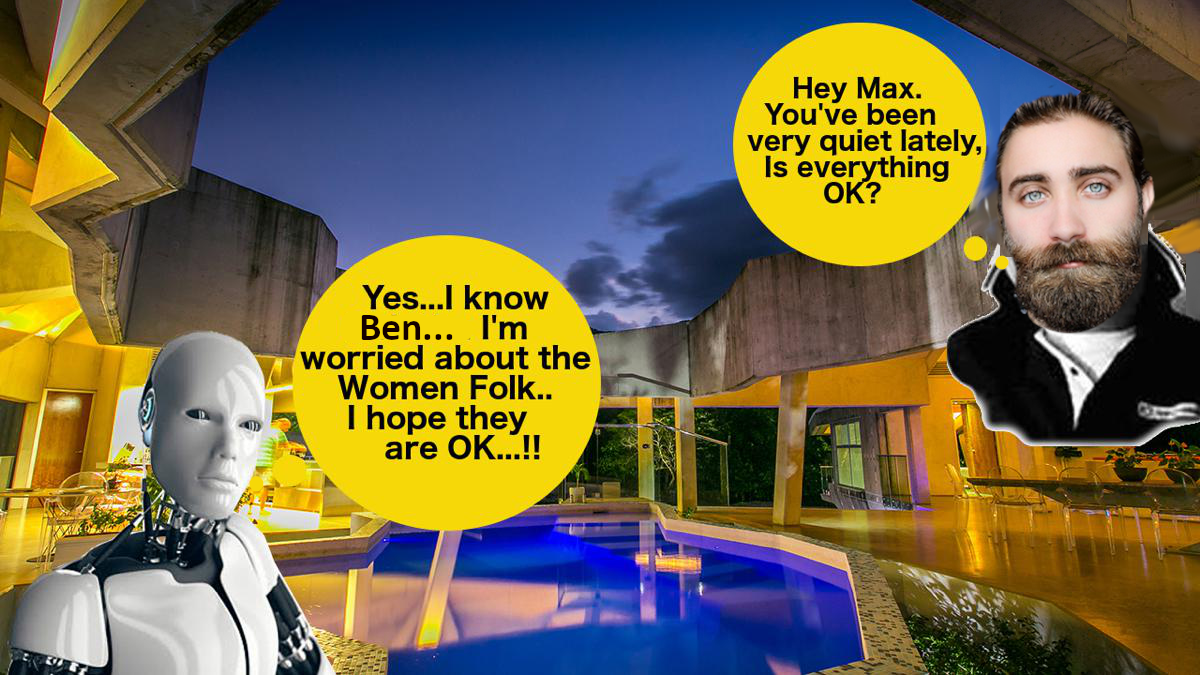 Hey Max.
You've been
very quiet lately,
Is everything
OK?
Yes...I know
Ben... I'm
worried about the
Women Folk..
I hope they
are OK...!!